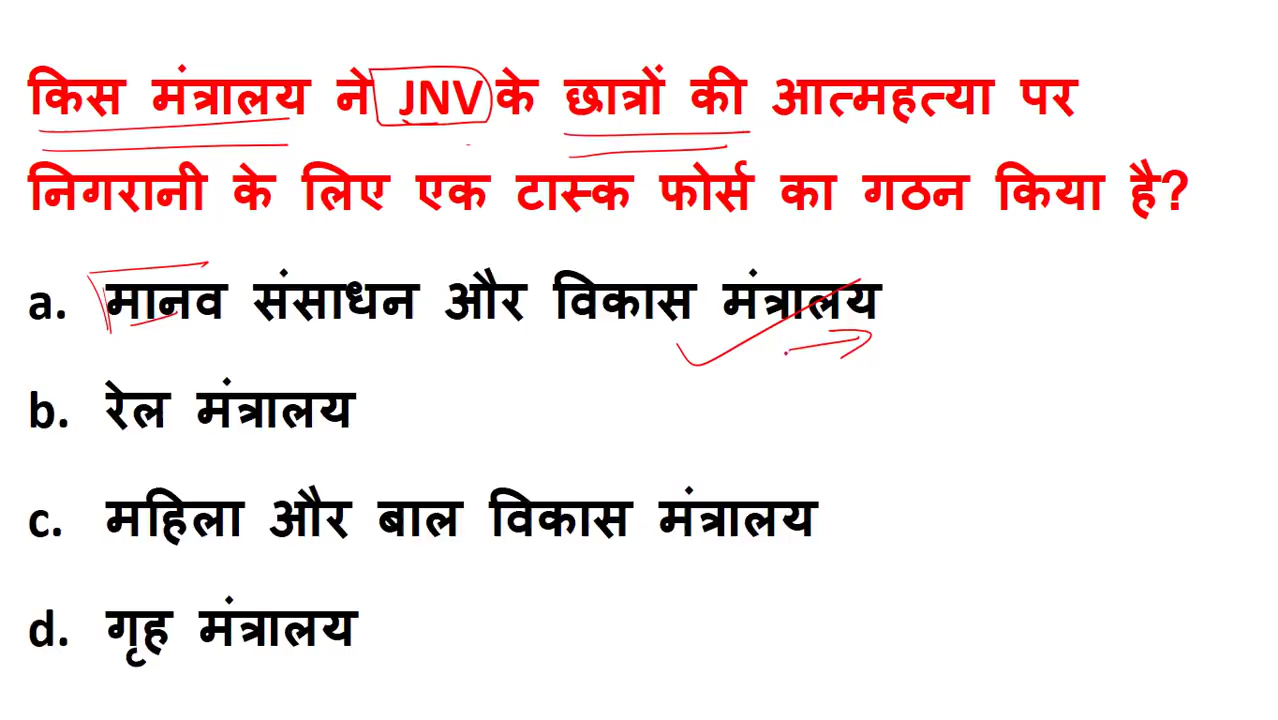 किस मंत्रालय ने JNV के छात्रों की आत्महत्या पर
निगरानी के लिए एक टास्क फोर्स का गठन किया है?
a. मानव संसाधन और विकास मंत्रालय
b. रेल मंत्रालय
c. महिला और बाल विकास मंत्रालय
d. गृह मंत्रालय